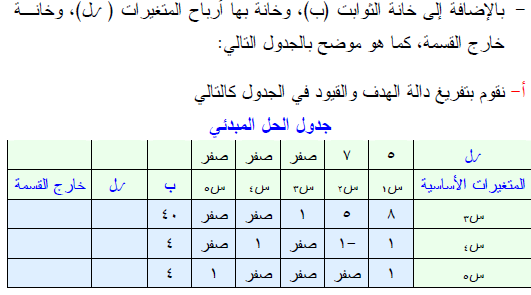 - بالإضافة إلى خانة الثوابت (ب)، وخانة بها أرباح المتغيرات ( رل)، وخانـــة
خارج القسمة، كما هو موضح بالجدول التالي:
أ- نقوم بتفريغ دالة الهدف والقيود في الجدول كالتالي
جدول الحل المبدئي
رل ٥ ٧ صفر صفر صفر
المتغيرات الأساسية س١ س٢ س٣ س٤ س٥ ب رل خارج القسمة
س٣ ٨ ٥ ١ صفر صفر ٤٠
س٤ ١ -١ صفر ١ صفر ٤
س٥ ١ صفر صفر صفر ١ ٤